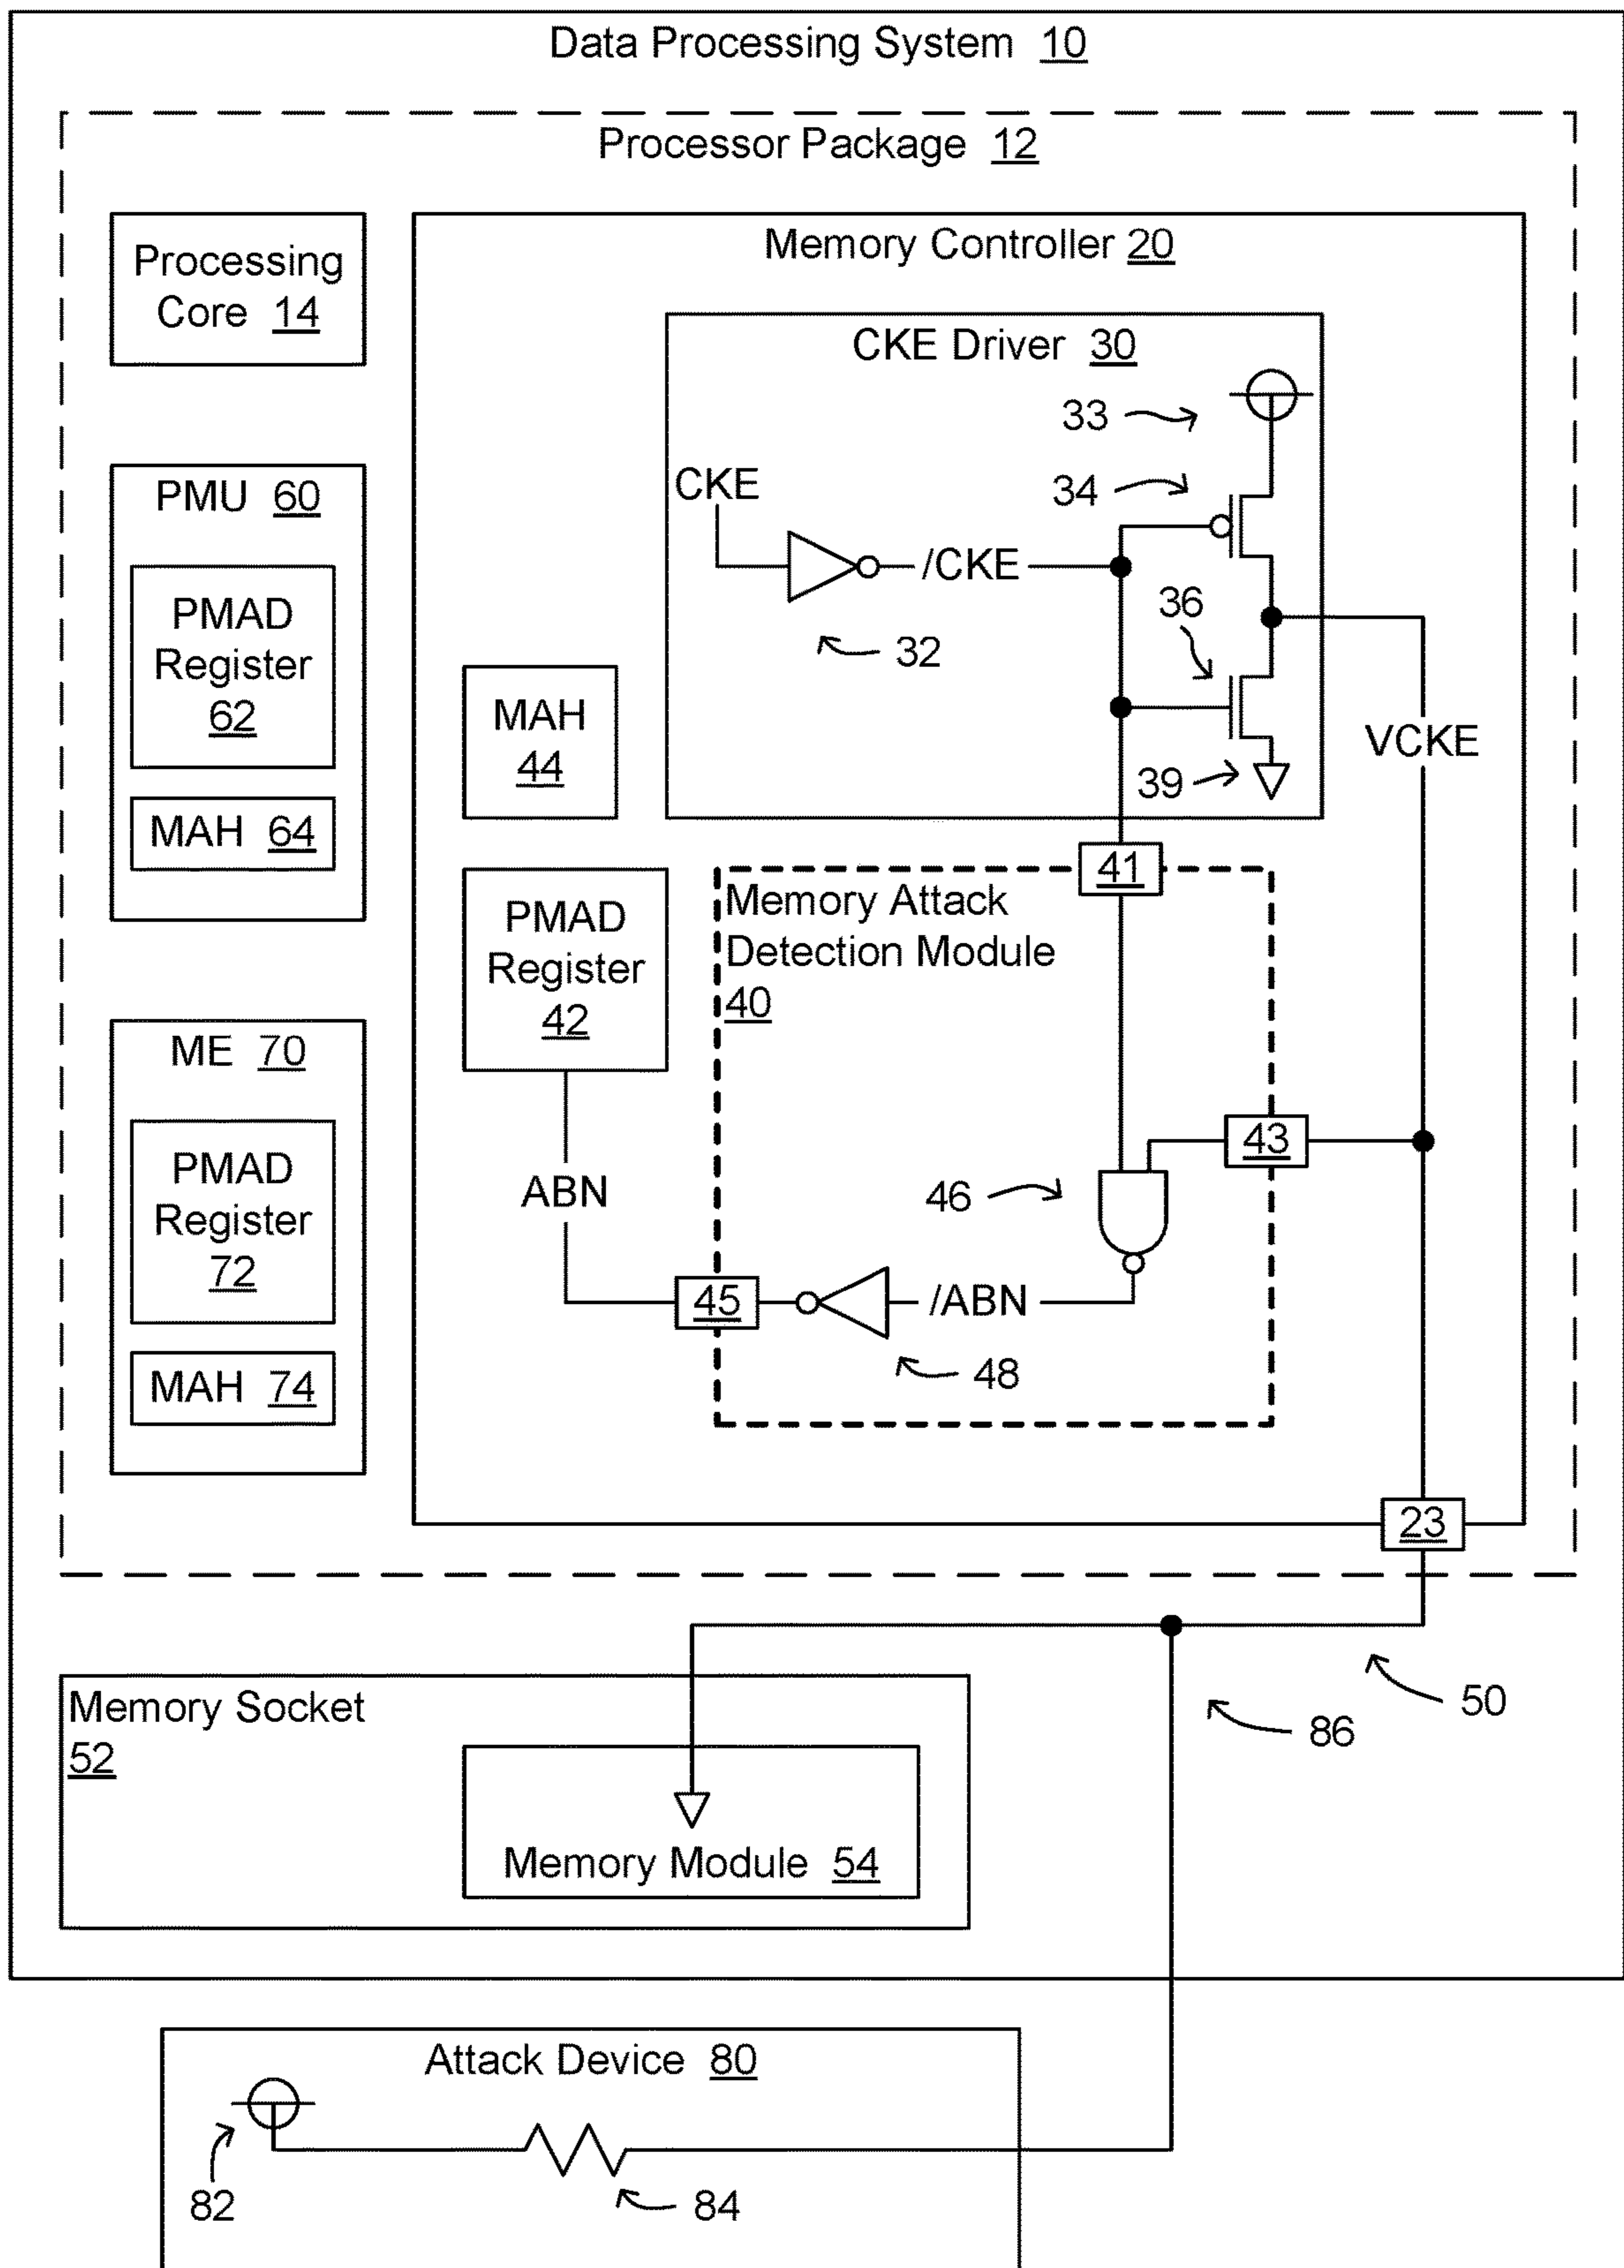 Data Processing System 10
Processor Package 12
Processing
Core 14
Memory Controller 20
CKE Driver 30
33
34
CKE
/CKE
32
36
39
VCKE
PMU 60
PMAD
Register
62
MAH 64
MAH
44
41
PMAD
Register
42
Memory Attack
Detection Module
40
ME 70
PMAD
Register
72
MAH 74
ABN
43
46
45
/ABN
48
23
50
86
Memory Socket
52
Memory Module 54
Attack Device 80
82
84